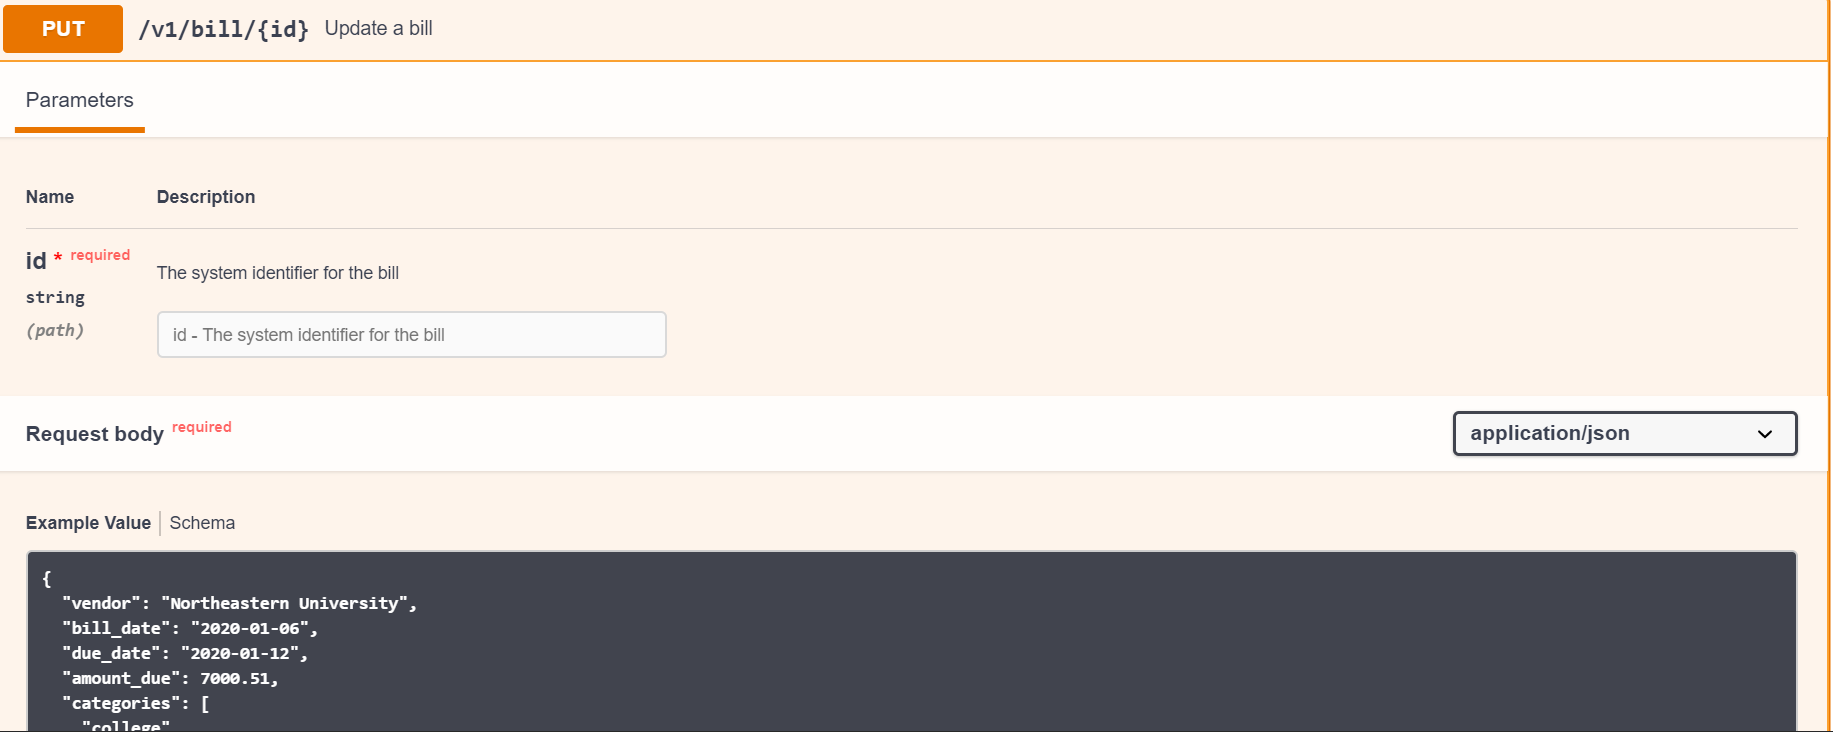 PUT /v1/bill/{id} Update a bill
Parameters
Name Description
id * required
The system identifier for the bill
string
(path)
id - The system identifier for the bill
Request body required
application/json
Example Value Schema
{
"vendor": "Northeastern University",
"bill_date": "2020-01-06",
"due_date": "2020-01-12",
"amount_due": 7000.51,
"categories": [
"college"